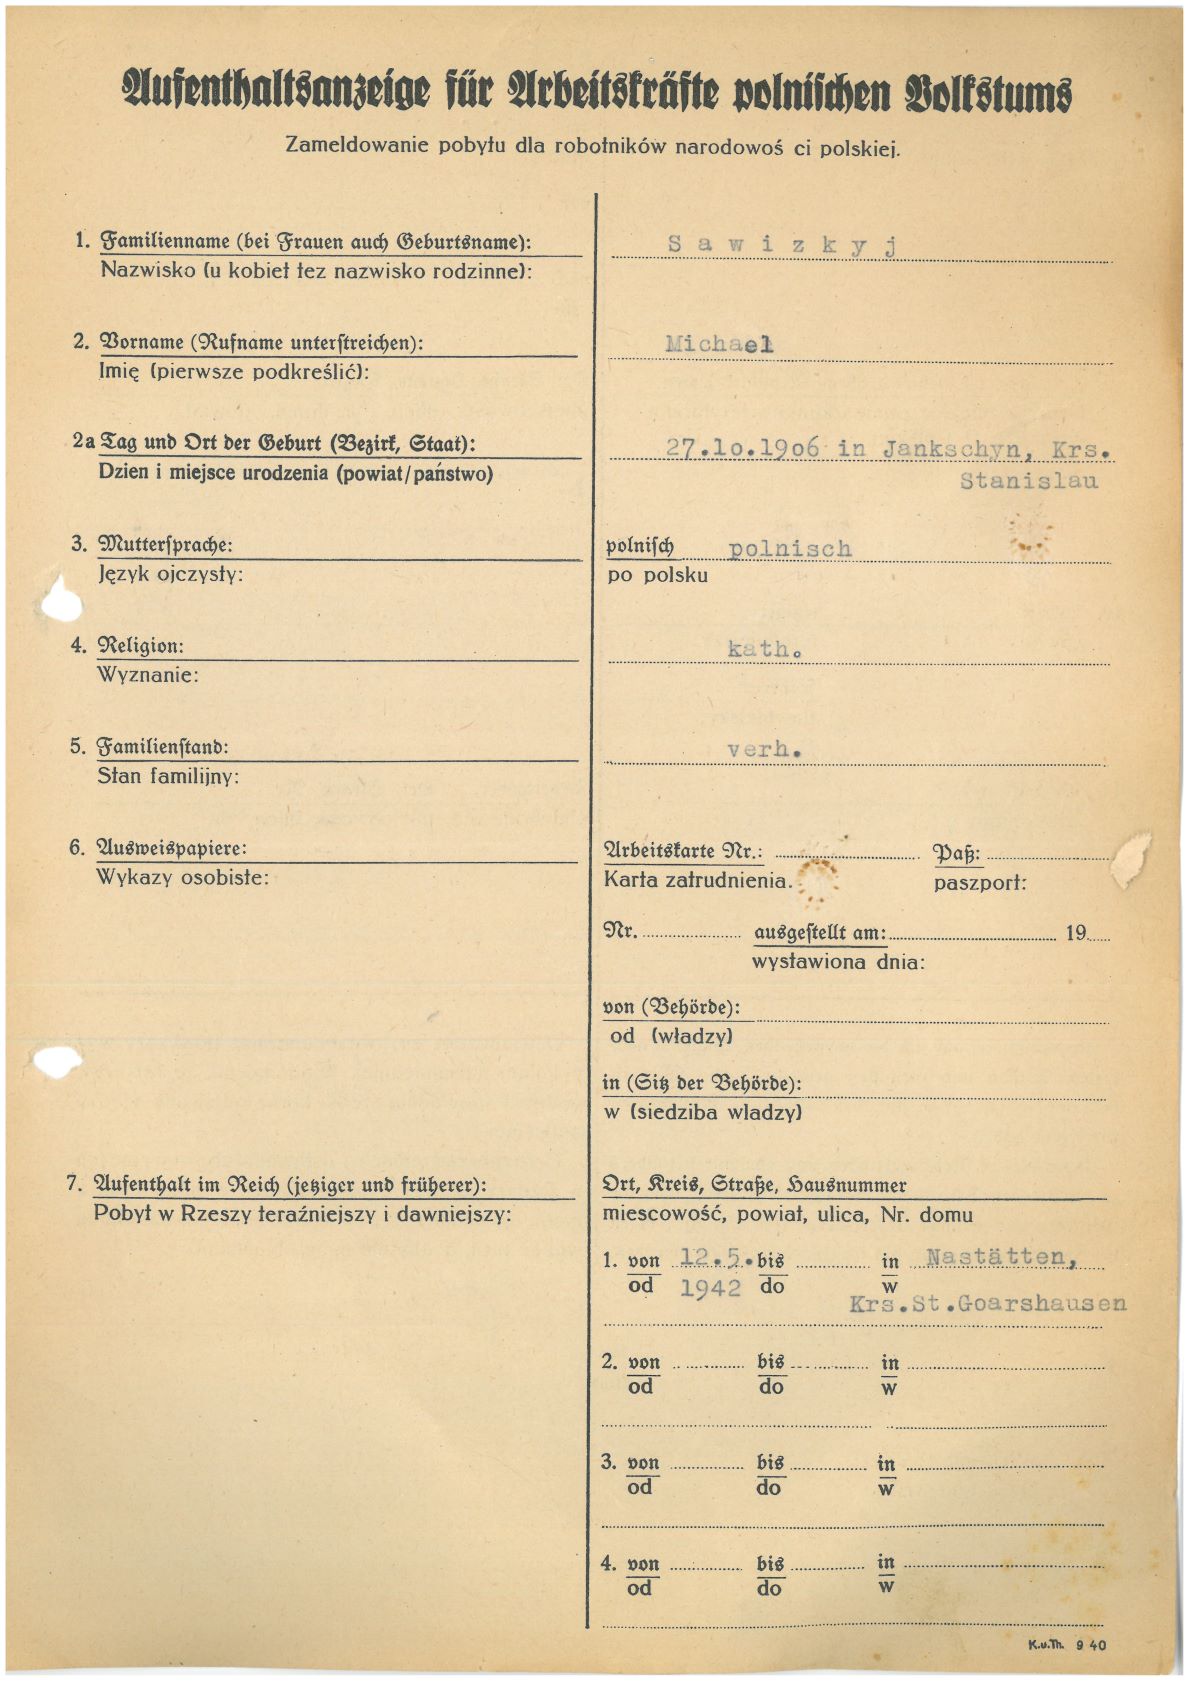 Aufenthaltsanzeige für Arbeitskräfte polnischen Volkstums
Zameldowanie pobytu dla robotników narodowoś ci polskiej.
1. Familienname (bei Frauen auch Geburtsname): Sawizkyj
Nazwisko (u kobiet tez nazwisko rodzinne):
2. Vorname (Rufname unterstreichen): Michael
Imię (pierwsze podkreślić):
2a Tag und Ort der Geburt (Bezirk, Staat): 27.10.1906 in Jankschyn, Krs.
Dzien i miejsce urodzenia (powiat/państwo) Stanislau
3. Muttersprache: polnisch polnisch
Język ojczysty: po polsku
4. Religion: kath.
Wyznanie:
5. Familienstand: verh.
Stan familijny:
6. Ausweispapiere: Arbeitskarte Nr.: Paß:
Wykazy osobiste: Karta zatrudnienia. paszport:
Nr. ausgestellt am: 19
wystawiona dnia:
von (Behörde):
od (władzy)
in (Sitz der Behörde):
w (siedziba wladzy)
7. Aufenthalt im Reich (jetziger und früherer): Ort, Kreis, Straße, Hausnummer
Pobyt w Rzeszy teraźniejszy i dawniejszy: miescowość, powiat, ulica, Nr. domu
1. von 12.5. bis in Nastätten,
od 1942 do w
Krs.St.Goarshausen
2. von bis in
od do w
3. von bis in
od do w
4. von bis in
od do w
K.u.Th. 9 40